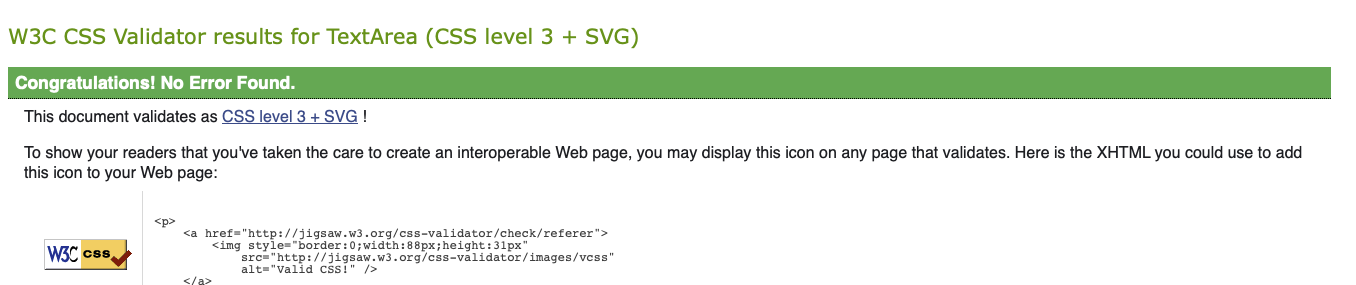 W3C CSS Validator results for TextArea (CSS level 3 + SVG)
Congratulations! No Error Found.
This document validates as CSS level 3 + SVG !
To show your readers that you've taken the care to create an interoperable Web page, you may display this icon on any page that validates. Here is the XHTML you could use to add
this icon to your Web page:
<p>
<a href="http://jigsaw.w3.org/css-validator/check/referer">
<img style="border:0;width:88px;height:31px"
src="http://jigsaw.w3.org/css-validator/images/vcss"
alt="Valid CSS!" />
</a>
W3C css